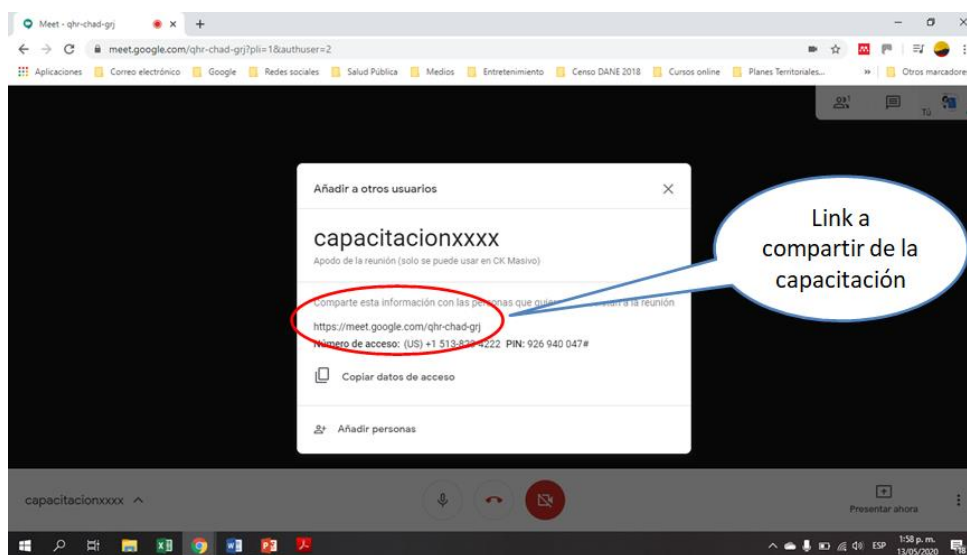 Meet - qhr-chad-grj
meet.google.com/qhr-chad-grj?pli=1&authuser=2
Aplicaciones Correo electrónico Google Redes sociales Salud Pública Medios Entretenimiento Censo DANE 2018 Cursos online Planes Territoriales... » Otros marcadore
1
Tú
Añadir a otros usuarios
capacitacionxxxx
Apodo de la reunión (solo se puede usar en CK Masivo)
Comparte esta información con las personas que a la reunión
https://meet.google.com/qhr-chad-grj
Número de acceso: (US) +1 513- 4222 PIN: 926 940 047#
Copiar datos de acceso
Añadir personas
Link a
compartir de la
capacitación
capacitacionxxxx
Presentar ahora
ESP
1:58 p. m.
13/05/2020